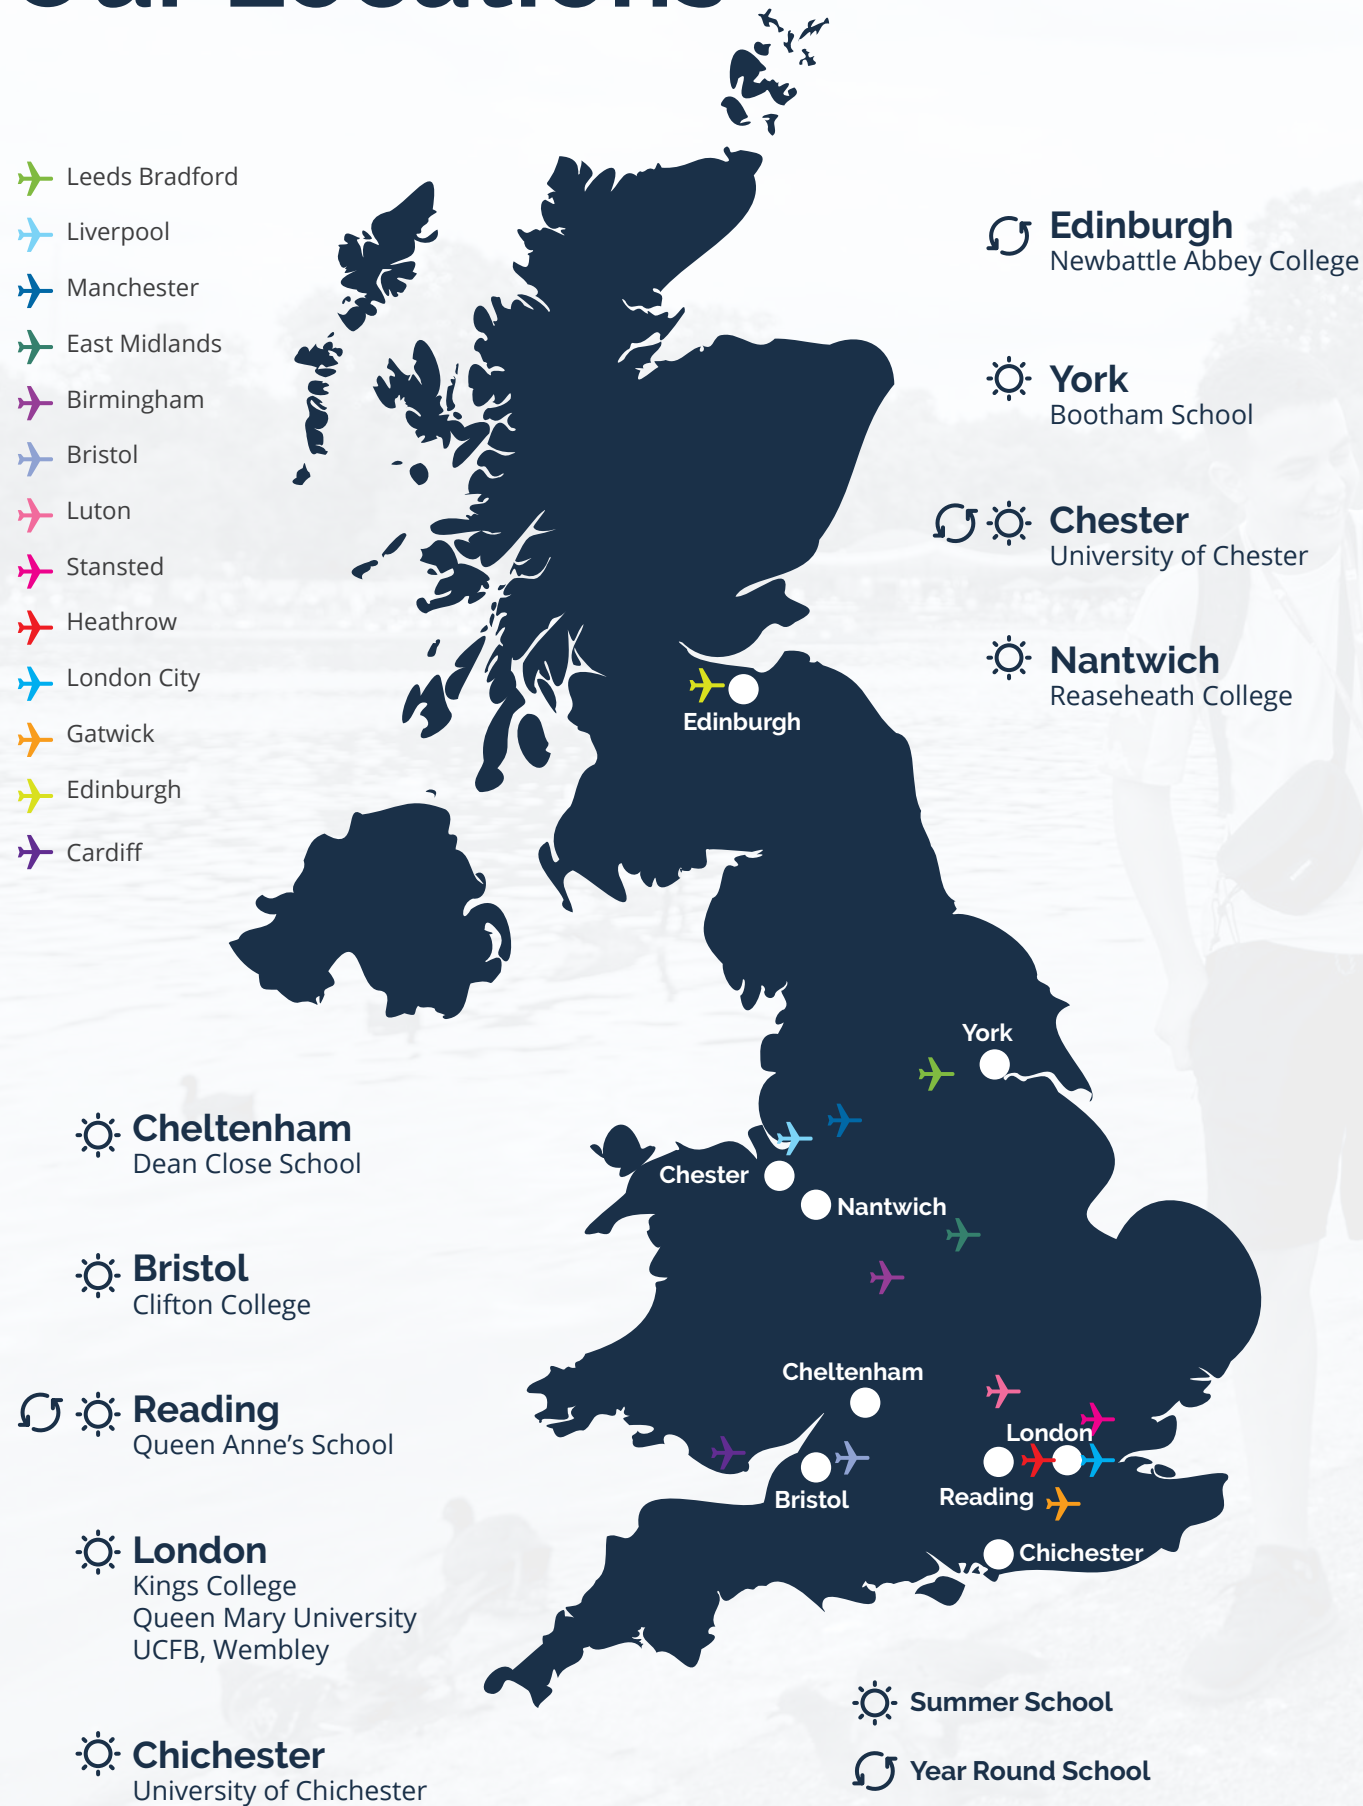 Our Locations
Leeds Bradford
Liverpool
Manchester
East Midlands
Birmingham
Bristol
Luton
Stansted
Heathrow
London City
Gatwick
Edinburgh
Cardiff
Edinburgh
Newbattle Abbey College
York
Bootham School
Chester
University of Chester
Nantwich
Reaseheath College
Edinburgh
York
Chester
Nantwich
Cheltenham
London
Bristol
Reading
Chichester
Cheltenham
Dean Close School
Bristol
Clifton College
Reading
Queen Anne’s School
London
Kings College
Queen Mary University
UCFB, Wembley
Chichester
University of Chichester
Summer School
Year Round School